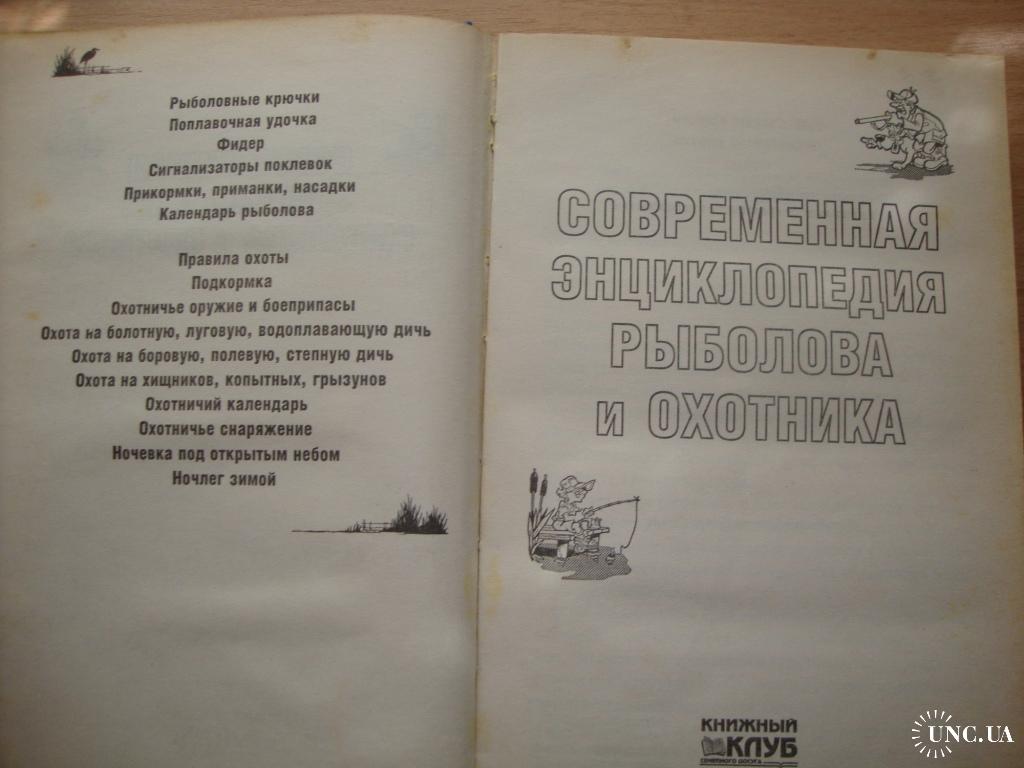 Рыболовные крючки
Поплавочная удочка
Фидер
Сигнализаторы поклевок
Прикормки, приманки, насадки
Календарь рыболова
Правила охоты
Подкормка
Охотничье оружие и боеприпасы
Охота на болотную, луговую, водоплавающую дичь
Охота на боровую, полевую, степную дичь
Охота на хищников, копытных, грызунов
Охотничий календарь
Охотничье снаряжение
Ночевка под открытым небом
Ночлег зимой
СОВРЕМЕННАЯ
ЭНЦИКЛОПЕДИЯ
РЫБОЛОВА
И ОХОТНИКА
КНИЖНЫЙ
КЛУБ
СЕМЕЙНОГО ДОСУГА
UNC.UA